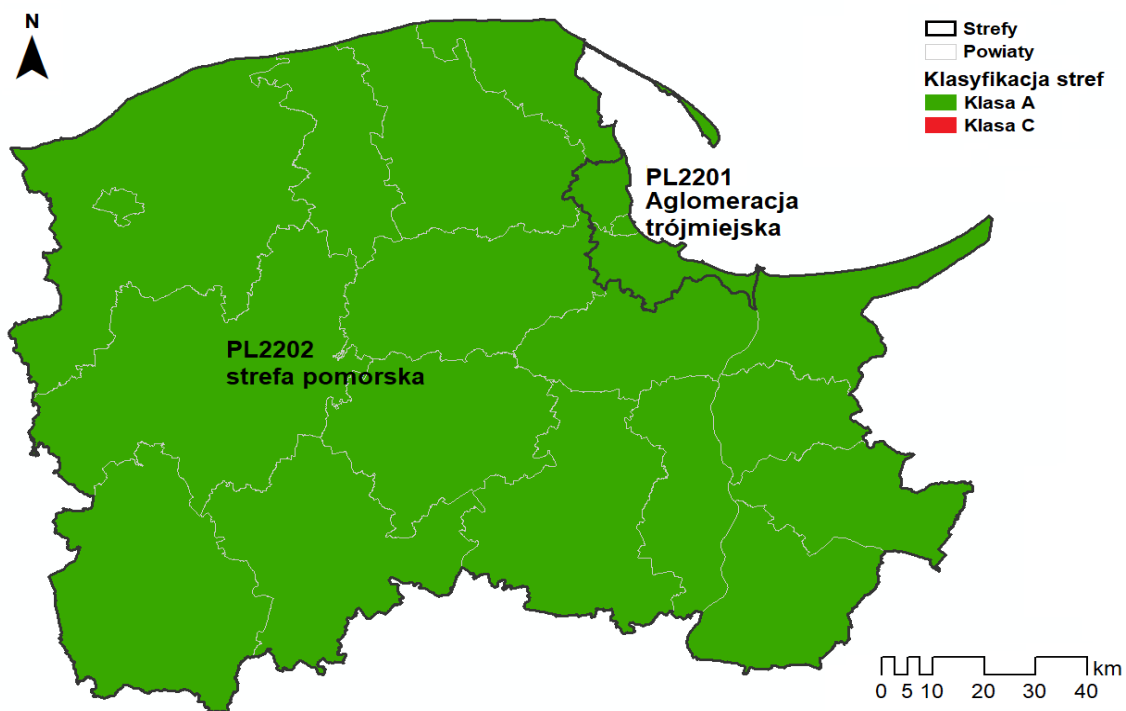 N
Strefy
Powiaty
Klasyfikacja stref
Klasa A
Klasa C
PL2201
Aglomeracja
trójmiejska
PL2202
strefa pomorska
km
0 5 10 20 30 40